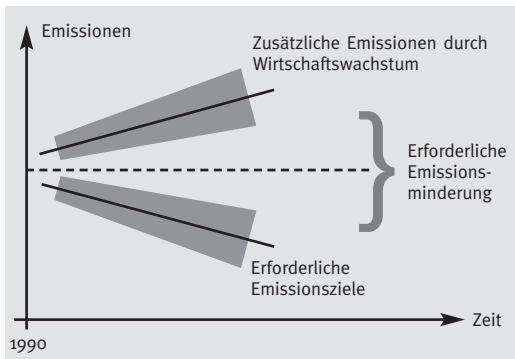 Emissionen
Zusätzliche Emissionen durch
Wirtschaftswachstum
Erforderliche
Emissions-
minderung
Erforderliche
Emissionsziele
Zeit
1990